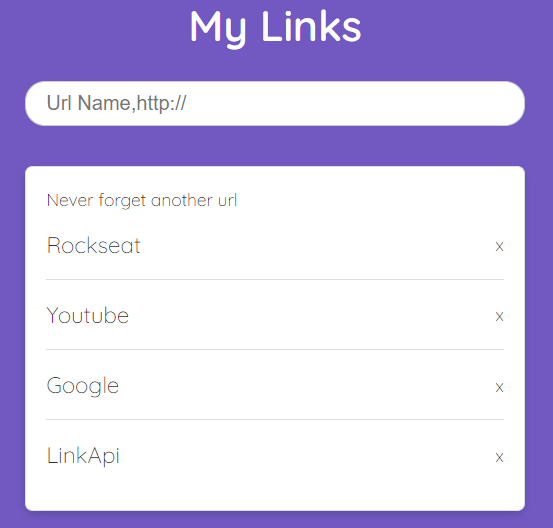 My Links
Url Name,http://
Never forget another url
Rockseat x
Youtube x
Google x
LinkApi x